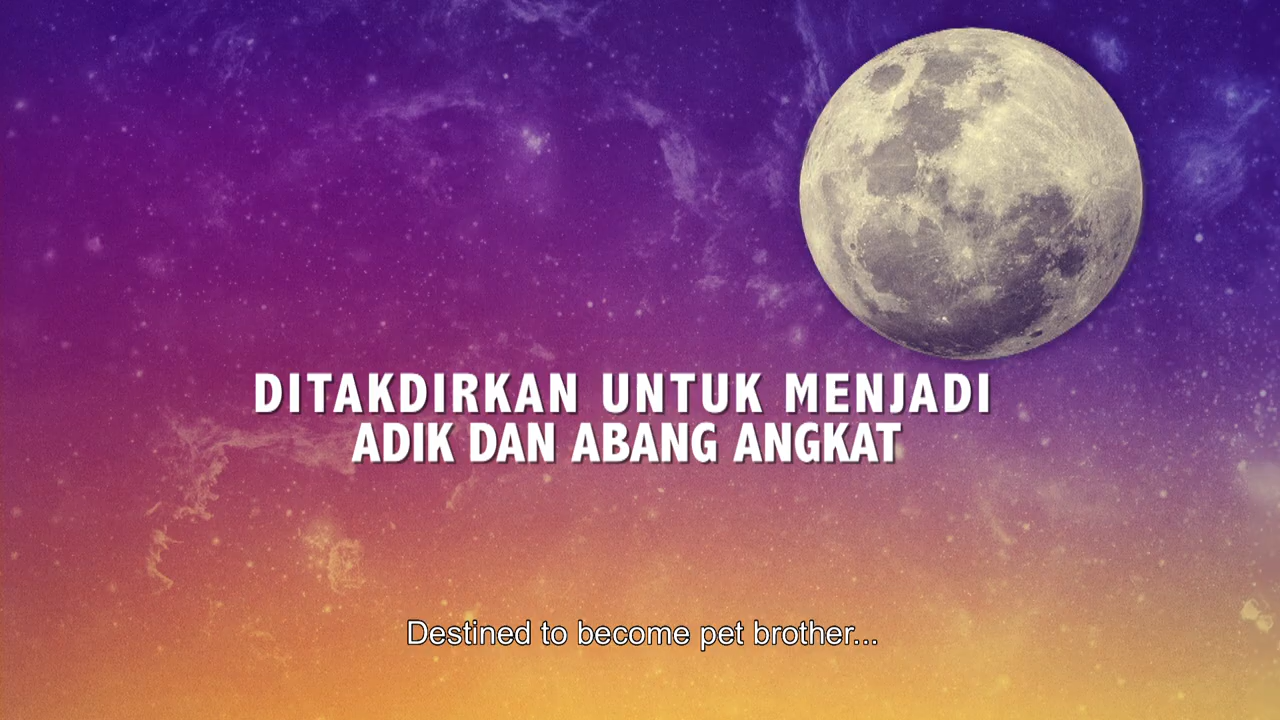 DITAKDIRKAN UNTUK MENJADI
ADIK DAN ABANG ANGKAT
Destined to become pet brother...